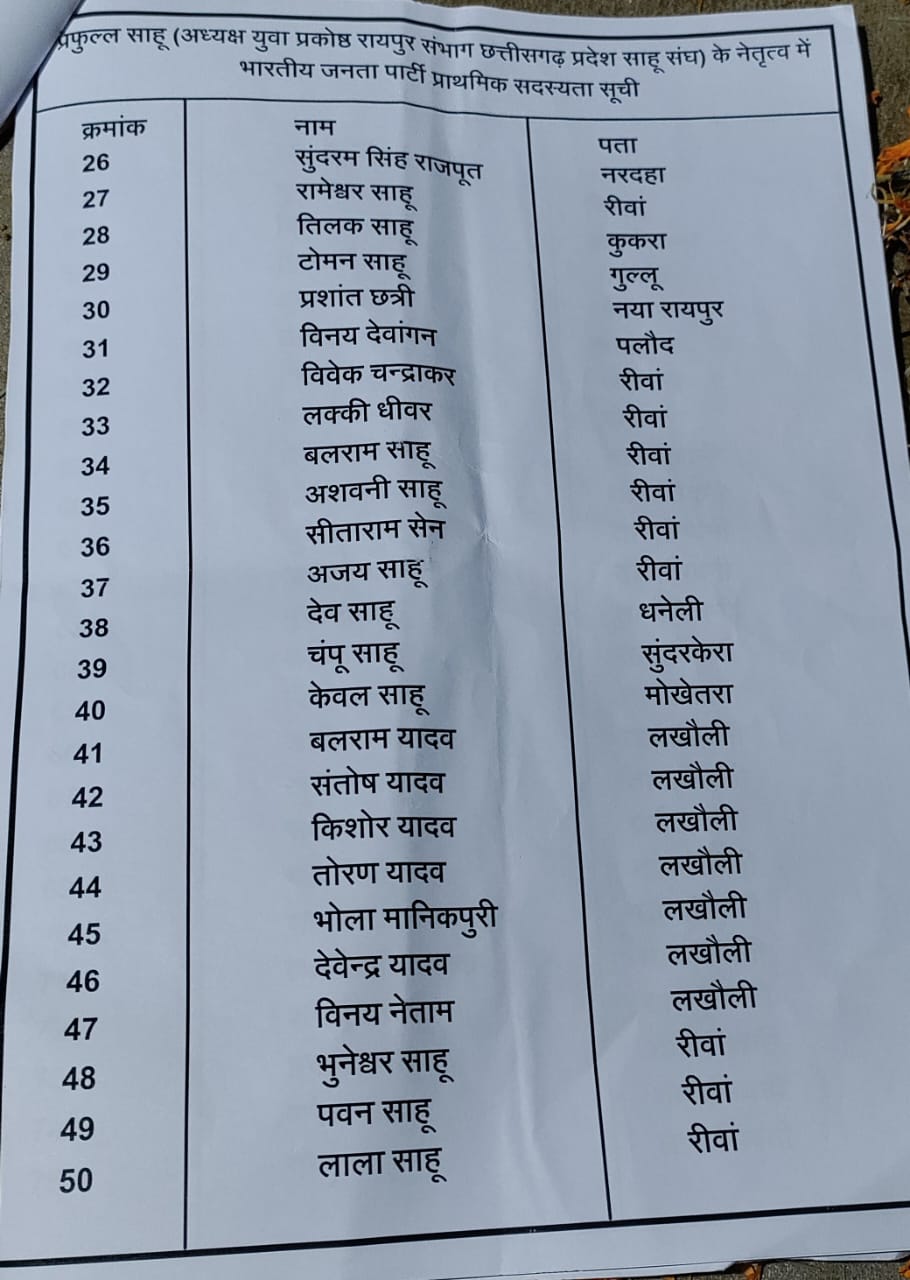 प्रफुल्ल साहू (अध्यक्ष युवा प्रकोष्ठ रायपुर संभाग छत्तीसगढ़ प्रदेश साहू संघ) के नेतृत्व में
भारतीय जनता पार्टी प्राथमिक सदस्यता सूची
क्रमांक नाम पता
26 सुंदरम सिंह राजपूत नरदहा
27 रामेश्वर साहू रीवां
28 तिलक साहू कुकरा
29 टोमन साहू गुल्लू
30 प्रशांत छत्री नया रायपुर
31 विनय देवांगन पलौद
32 विवेक चन्द्राकर रीवां
33 लक्की धीवर रीवां
34 बलराम साहू रीवां
35 अशवनी साहू रीवां
36 सीताराम सेन रीवां
37 अजय साहू रीवां
38 देव साहू धनेली
39 चंपू साहू सुंदरकेरा
40 केवल साहू मोखेतरा
41 बलराम यादव लखौली
42 संतोष यादव लखौली
43 किशोर यादव लखौली
44 तोरण यादव लखौली
45 भोला मानिकपुरी लखौली
46 देवेन्द्र यादव लखौली
47 विनय नेताम लखौली
48 भुनेश्वर साहू रीवां
49 पवन साहू रीवां
50 लाला साहू रीवां